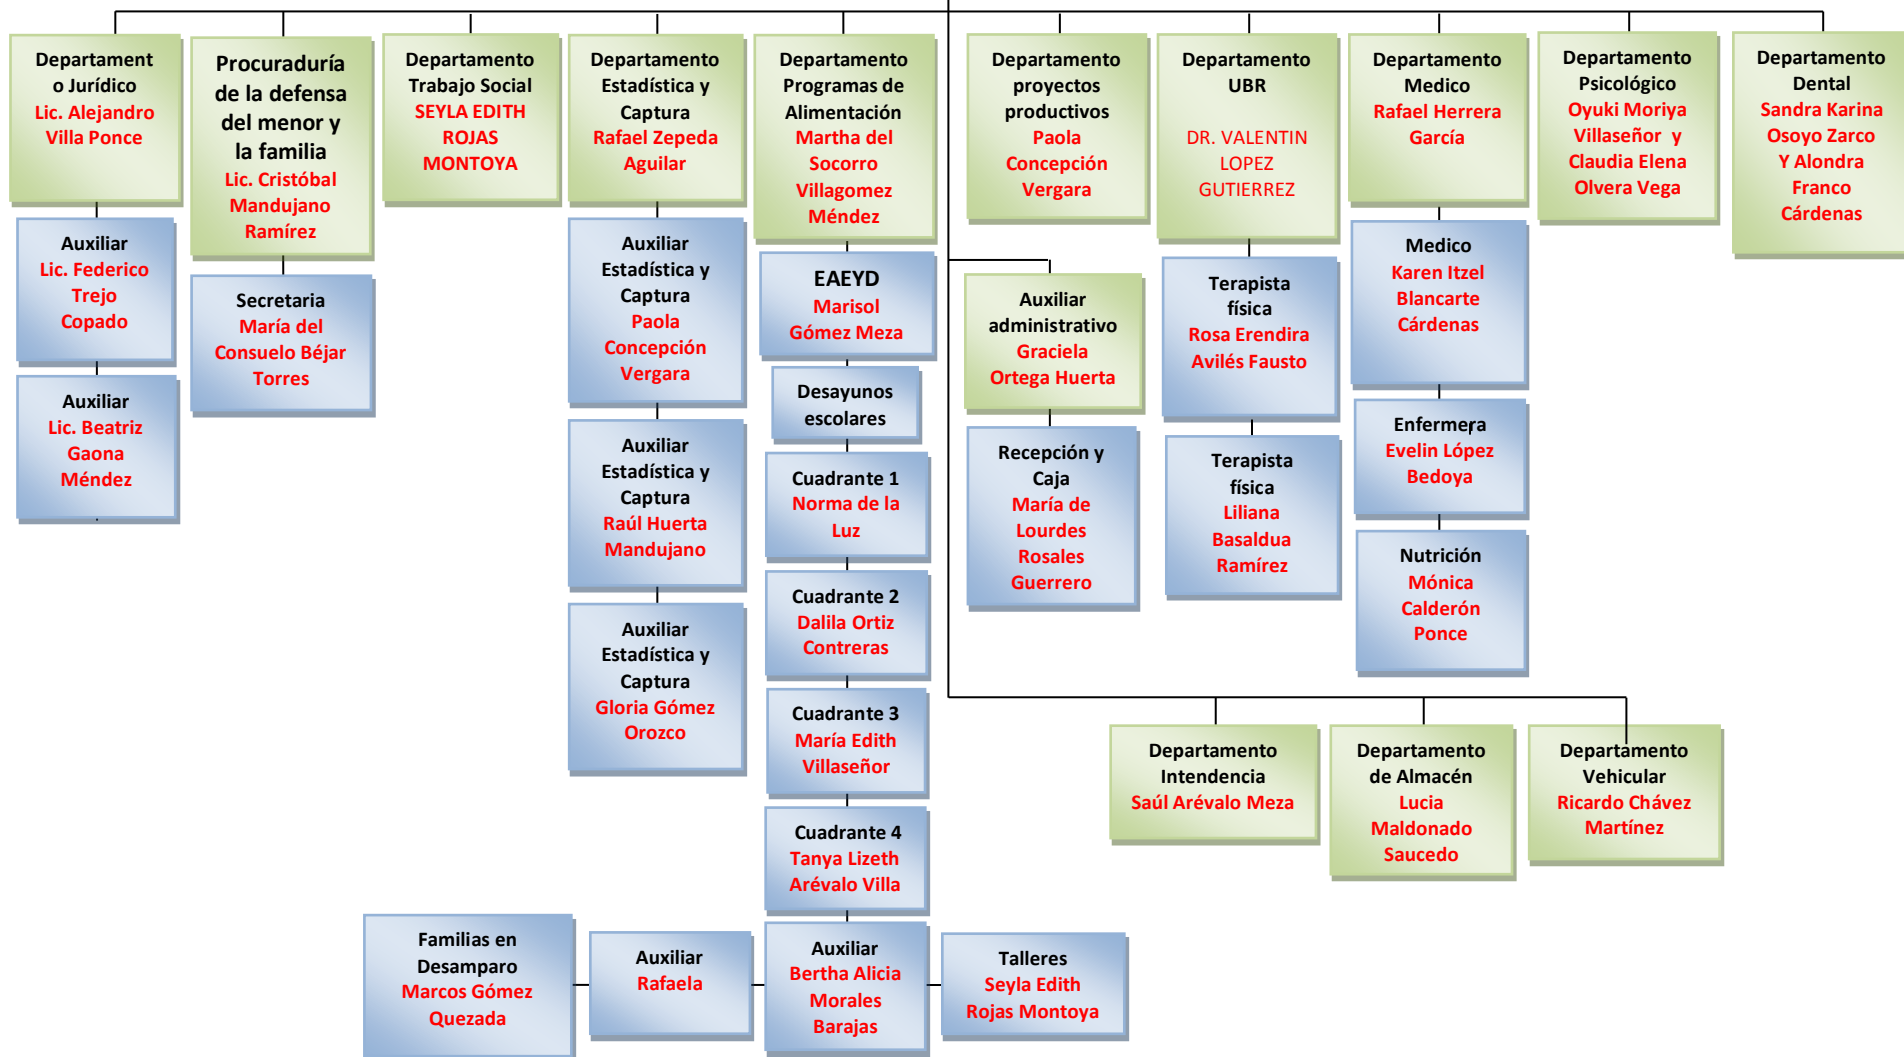 Departament
o Jurídico
Lic. Alejandro
Villa Ponce
Procuraduría
de la defensa
del menor y
la familia
Lic. Cristóbal
Mandujano
Ramírez
Departamento
Trabajo Social
SEYLA EDITH
ROJAS
MONTOYA
Departamento
Estadística y
Captura
Rafael Zepeda
Aguilar
Departamento
Programas de
Alimentación
Martha del
Socorro
Villagomez
Méndez
Departamento
proyectos
productivos
Paola
Concepción
Vergara
Departamento
UBR
DR. VALENTIN
LOPEZ
GUTIERREZ
Departamento
Medico
Rafael Herrera
García
Departamento
Psicológico
Oyuki Moriya
Villaseñor y
Claudia Elena
Olvera Vega
Departamento
Dental
Sandra Karina
Osoyo Zarco
Y Alondra
Franco
Cárdenas
Auxiliar
Lic. Federico
Trejo
Copado
Auxiliar
Lic. Beatriz
Gaona
Méndez
Secretaria
María del
Consuelo Béjar
Torres
Auxiliar
Estadística y
Captura
Paola
Concepción
Vergara
Auxiliar
Estadística y
Captura
Raúl Huerta
Mandujano
Auxiliar
Estadística y
Captura
Gloria Gómez
Orozco
EAEYD
Marisol
Gómez Meza
Desayunos
escolares
Cuadrante 1
Norma de la
Luz
Cuadrante 2
Dalila Ortiz
Contreras
Cuadrante 3
María Edith
Villaseñor
Cuadrante 4
Tanya Lizeth
Arévalo Villa
Auxiliar
administrativo
Graciela
Ortega Huerta
Recepción y
Caja
María de
Lourdes
Rosales
Guerrero
Terapista
física
Rosa Erendira
Avilés Fausto
Terapista
física
Liliana
Basaldua
Ramírez
Medico
Karen Itzel
Blancarte
Cárdenas
Enfermera
Evelin López
Bedoya
Nutrición
Mónica
Calderón
Ponce
Departamento
Intendencia
Saúl Arévalo Meza
Departamento
de Almacén
Lucia
Maldonado
Saucedo
Departamento
Vehicular
Ricardo Chávez
Martínez
Familias en
Desamparo
Marcos Gómez
Quezada
Auxiliar
Rafaela
Auxiliar
Bertha Alicia
Morales
Barajas
Talleres
Seyla Edith
Rojas Montoya